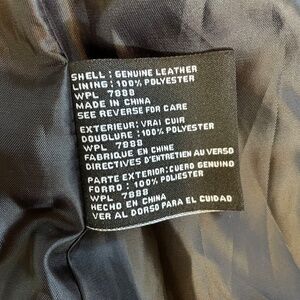 SHELL : GENUINE LEATHER
LINING : 100% POLYESTER
WPL 7888
MADE IN CHINA
SEE REVERSE FOR CARE
EXTERIEUR: VRAI CUIR
DOUBLURE :100% POLYESTER
WPL 7888
FABRIQUE EN CHINE
DIRECTIVES D'ENTRETIEN AU VERSO
PARTE EXTERIOR:CUERO GENUINO
FORRO : 100% POLIESTER
WPL 7888
HECHO EN CHINA
VER AL DORSO PARA EL CUIDADO